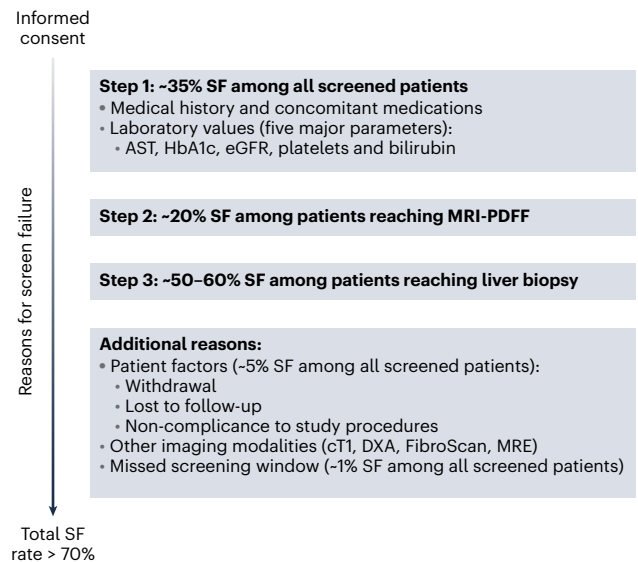 Informed
consent
Reasons for screen failure
Step 1: ~35% SF among all screened patients
• Medical history and concomitant medications
• Laboratory values (five major parameters):
• AST, HbA1c, eGFR, platelets and bilirubin
Step 2: ~20% SF among patients reaching MRI-PDFF
Step 3: ~50–60% SF among patients reaching liver biopsy
Additional reasons:
• Patient factors (~5% SF among all screened patients):
• Withdrawal
• Lost to follow-up
• Non-complicance to study procedures
• Other imaging modalities (cT1, DXA, FibroScan, MRE)
• Missed screening window (~1% SF among all screened patients)
Total SF
rate > 70%